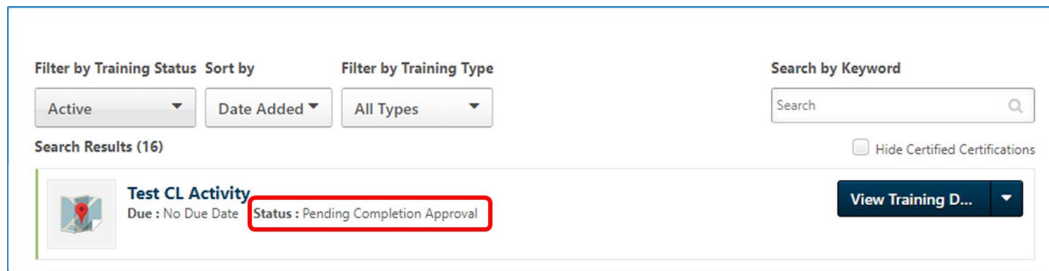 Filter by Training Status Sort by Filter by Training Type Search by Keyword
Active Date Added All Types Search
Search Results (16) Hide Certified Certifications
Test CL Activity View Training D...
Due : No Due Date Status : Pending Completion Approval